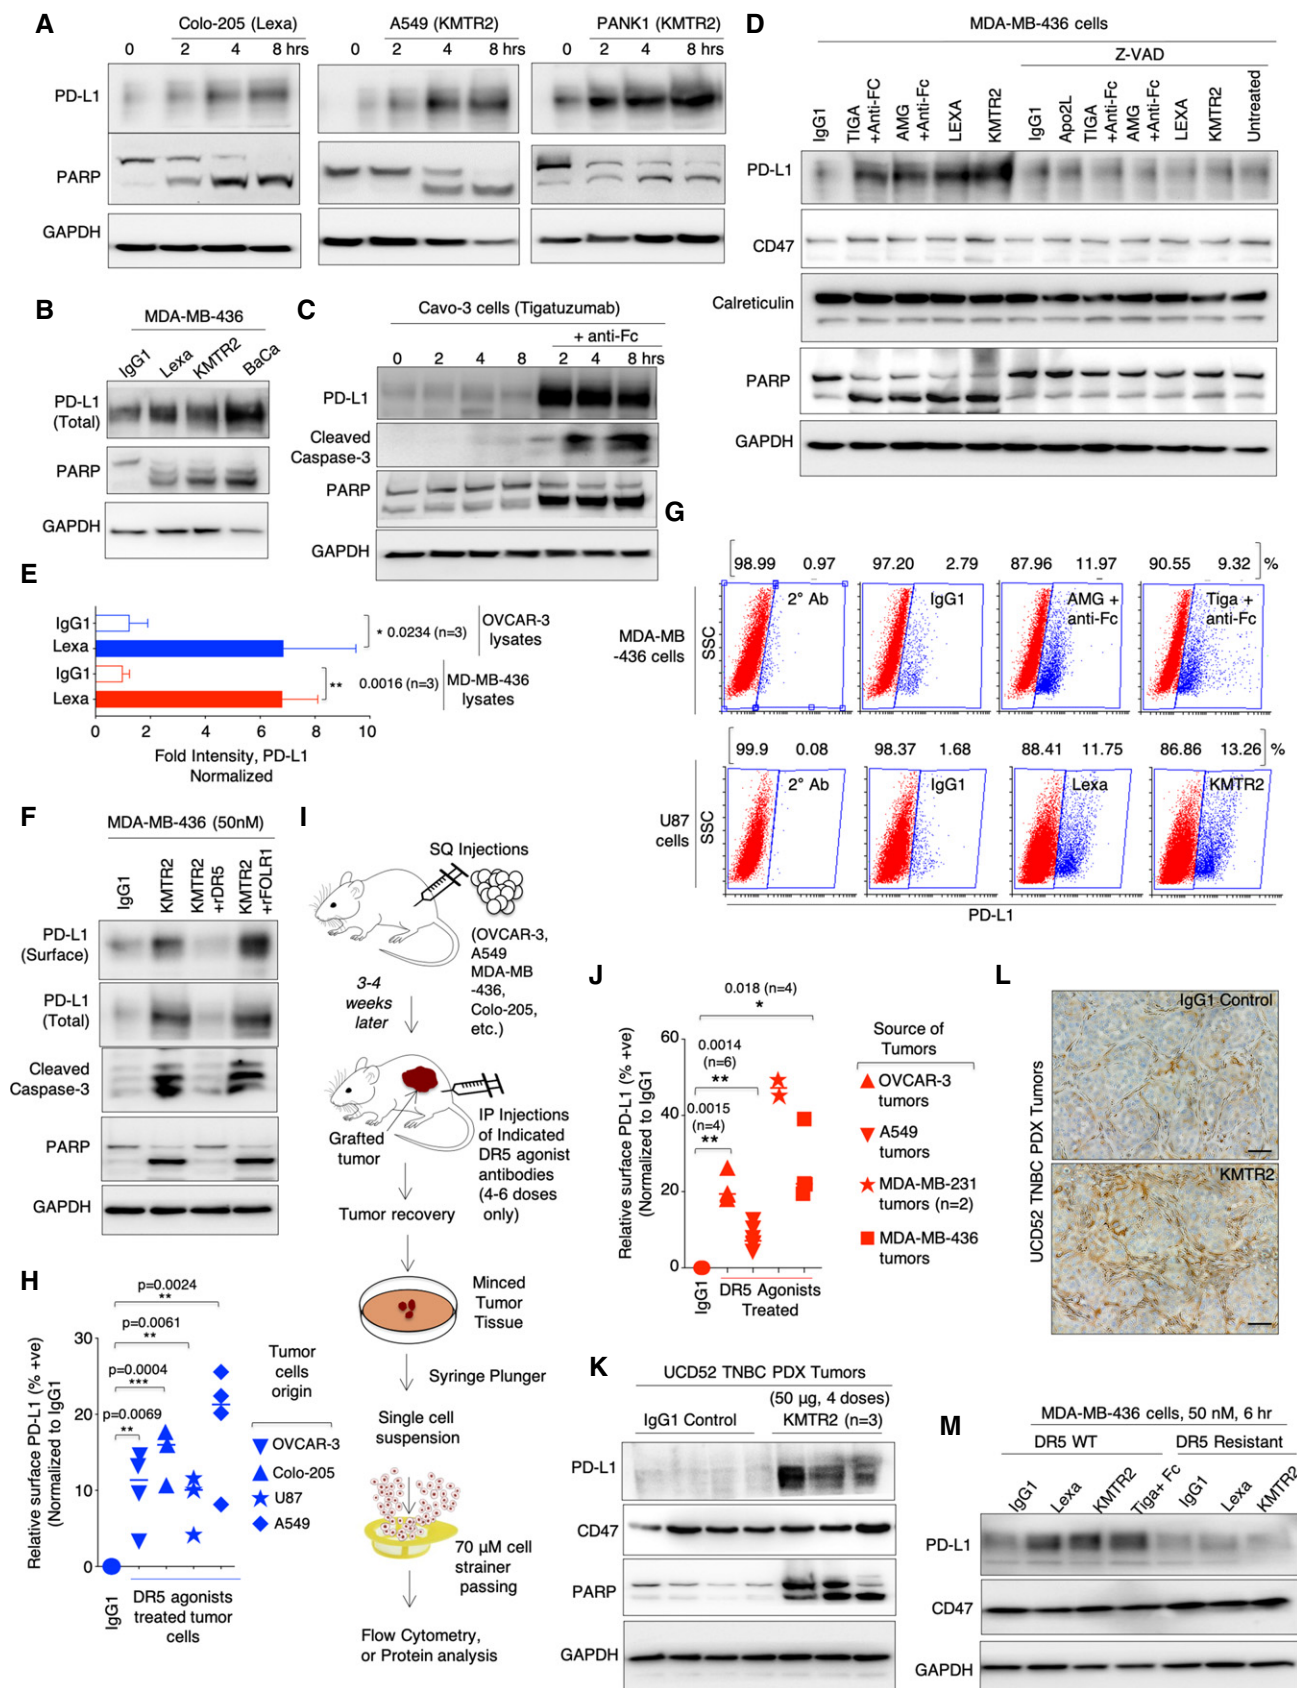 A
Colo-205 (Lexa)
0 2 4 8 hrs
A549 (KMTR2)
0 2 4 8 hrs
PANK1 (KMTR2)
0 2 4 8 hrs
PD-L1
PARP
GAPDH
B
MDA-MB-436
IgG1 Lexa KMTR2 BaCa
PD-L1
(Total)
PARP
GAPDH
C
Cavo-3 cells (Tigatuzumab)
+ anti-Fc
0 2 4 8 2 4 8 hrs
PD-L1
Cleaved
Caspase-3
PARP
GAPDH
D
MDA-MB-436 cells
Z-VAD
IgG1
TIGA
+Anti-FC
AMG
+Anti-Fc
LEXA
KMTR2
IgG1
Apo2L
TIGA
+Anti-Fc
AMG
+Anti-Fc
LEXA
KMTR2
Untreated
PD-L1
CD47
Calreticulin
PARP
GAPDH
E
IgG1
Lexa
IgG1
Lexa
* 0.0234 (n=3)
OVCAR-3
lysates
** 0.0016 (n=3)
MD-MB-436
lysates
0 2 4 6 8 10
Fold Intensity, PD-L1
Normalized
F
MDA-MB-436 (50nM)
IgG1
KMTR2
KMTR2
+rDR5
KMTR2
+rFOLR1
PD-L1
(Surface)
PD-L1
(Total)
Cleaved
Caspase-3
PARP
GAPDH
G
98.99 0.97 97.20 2.79 87.96 11.97 90.55 9.32 %
MDA-MB
-436 cells
SSC
2° Ab
IgG1
AMG +
anti-Fc
Tiga +
anti-Fc
99.9 0.08 98.37 1.68 88.41 11.75 86.86 13.26 %
U87
cells
SSC
2° Ab
IgG1
Lexa
KMTR2
PD-L1
H
p=0.0024
**
p=0.0061
**
p=0.0004
***
p=0.0069
**
30
20
10
0
Relative surface PD-L1 (% +ve)
(Normalized to IgG1)
IgG1
DR5 agonists
treated tumor
cells
Tumor
cells
origin
OVCAR-3
Colo-205
U87
A549
I
SQ Injections
(OVCAR-3,
A549
MDA-MB
-436,
Colo-205,
etc.)
3-4
weeks
later
Grafted
tumor
IP Injections
of Indicated
DR5 agonist
antibodies
(4-6 doses
only)
Tumor recovery
Minced
Tumor
Tissue
Syringe Plunger
Single cell
suspension
70 µM cell
strainer
passing
Flow Cytometry,
or Protein analysis
J
0.018 (n=4)
*
0.0014
(n=6)
**
0.0015
(n=4)
**
60
40
20
0
Relative surface PD-L1 (% +ve)
(Normalized to IgG1)
IgG1
DR5 Agonists
Treated
Source of
Tumors
OVCAR-3
tumors
A549
tumors
MDA-MB-231
tumors (n=2)
MDA-MB-436
tumors
K
UCD52 TNBC PDX Tumors
(50 µg, 4 doses)
IgG1 Control KMTR2 (n=3)
PD-L1
CD47
PARP
GAPDH
L
UCD52 TNBC PDX Tumors
IgG1 Control
KMTR2
M
MDA-MB-436 cells, 50 nM, 6 hr
DR5 WT DR5 Resistant
IgG1 Lexa KMTR2 Tiga+ Fc IgG1 Lexa KMTR2
PD-L1
CD47
GAPDH